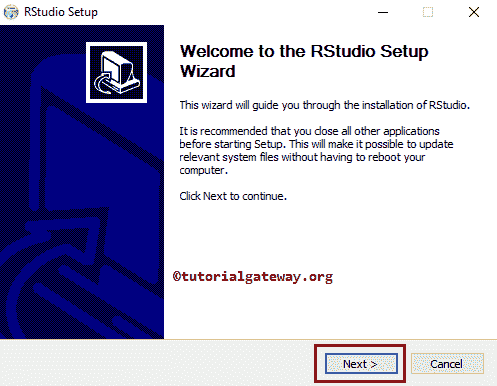 RStudio Setup
Welcome to the RStudio Setup
Wizard
This wizard will guide you through the installation of RStudio.
It is recommended that you close all other applications
before starting Setup. This will make it possible to update
relevant system files without having to reboot your
computer.
Click Next to continue.
©tutorialgateway.org
Next >
Cancel